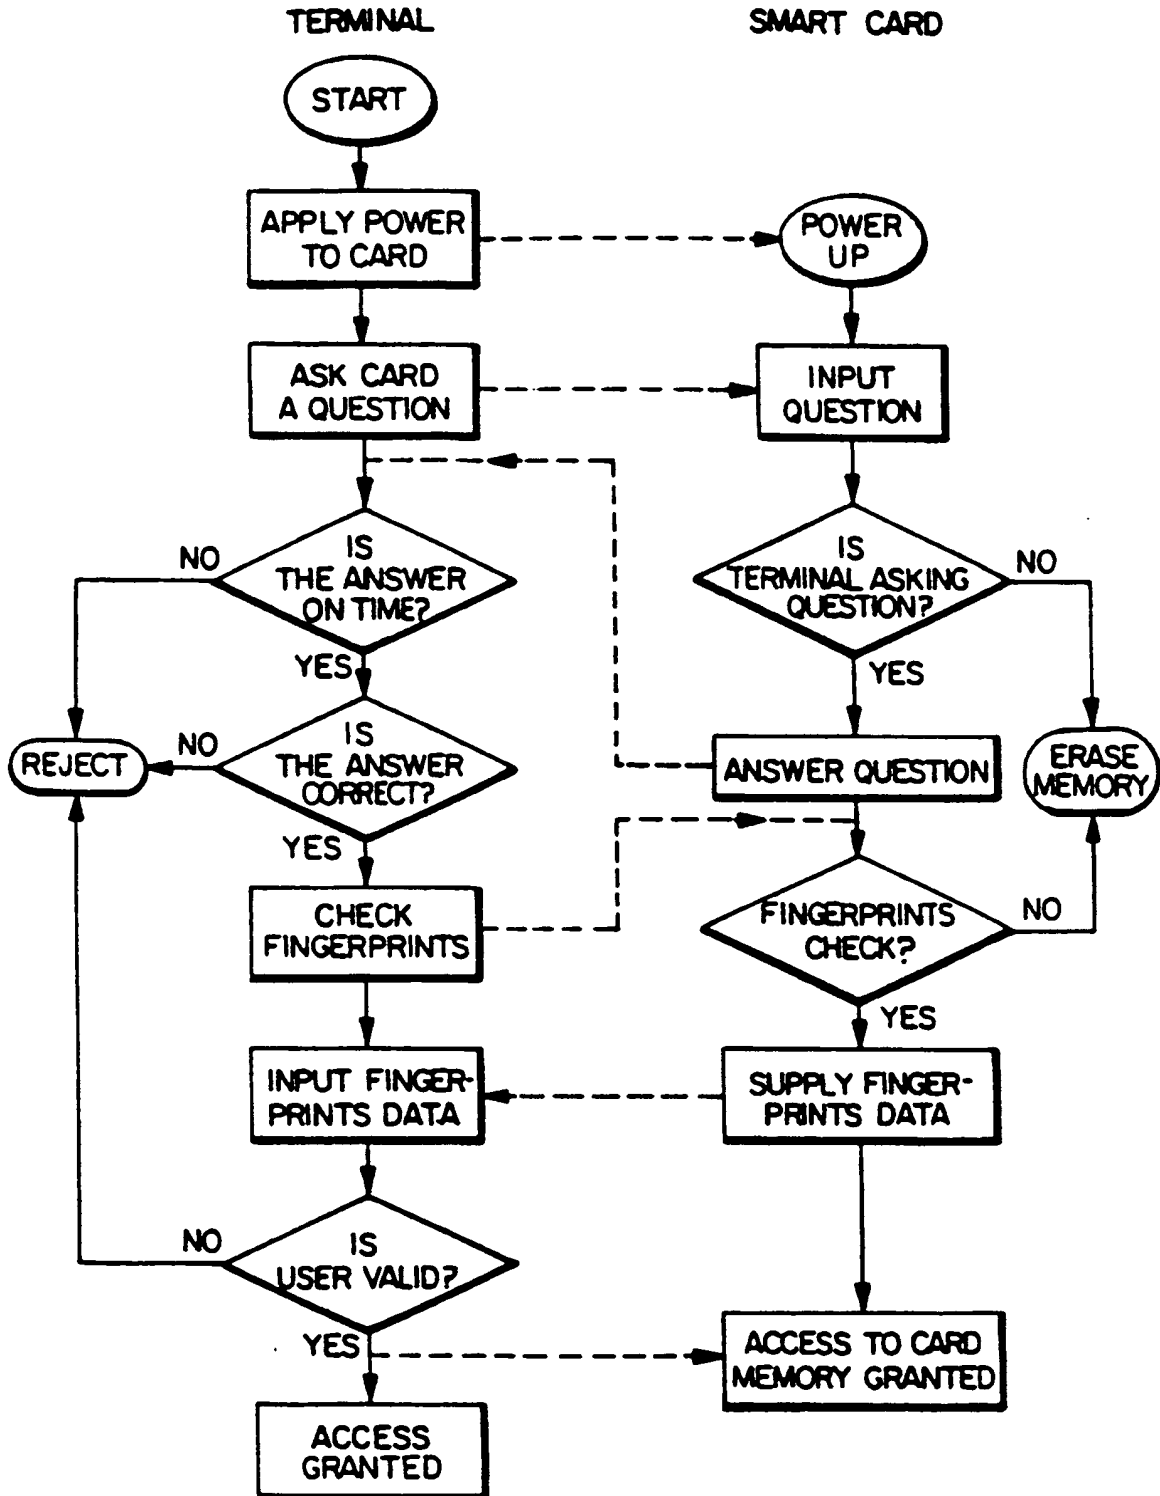 TERMINAL
SMART CARD
START
APPLY POWER
TO CARD
POWER
UP
ASK CARD
A QUESTION
INPUT
QUESTION
IS
THE ANSWER
ON TIME?
NO
YES
IS
TERMINAL ASKING
QUESTION?
NO
YES
REJECT
NO
IS
THE ANSWER
CORRECT?
YES
ANSWER QUESTION
ERASE
MEMORY
CHECK
FINGERPRINTS
FINGERPRINTS
CHECK?
NO
YES
INPUT FINGER-
PRINTS DATA
SUPPLY FINGER-
PRINTS DATA
NO
IS
USER VALID?
YES
ACCESS TO CARD
MEMORY GRANTED
ACCESS
GRANTED